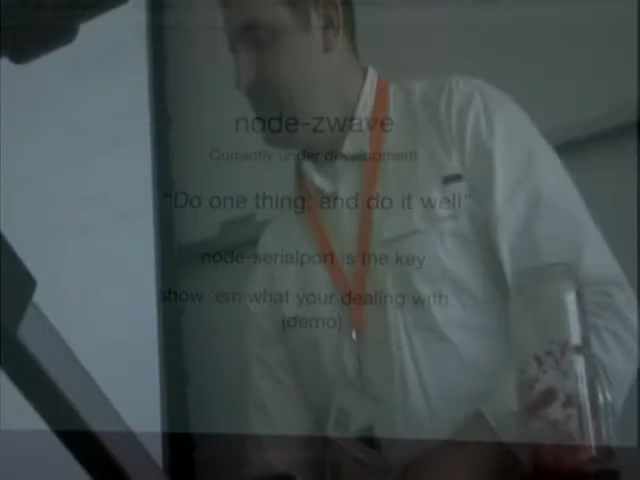 node-zwave
Currently under development
"Do one thing, and do it well"
node-serialport is the key
show 'em what your dealing with...
(demo)